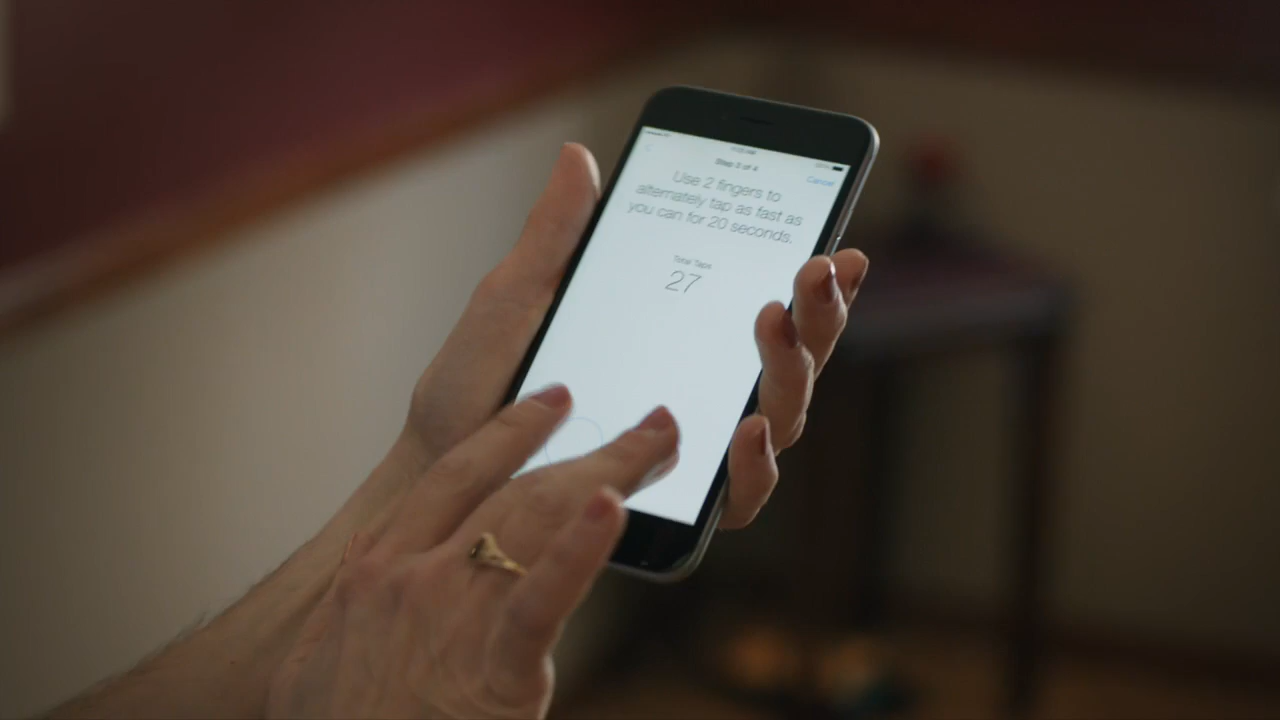 Step 3 of 4
Cancel
Use 2 fingers to
alternately tap as fast as
you can for 20 seconds.
Total Taps
27